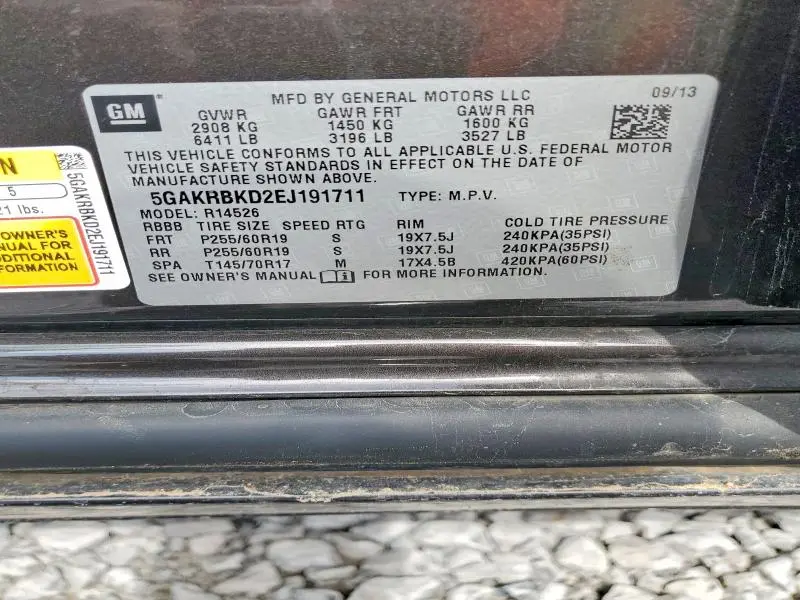 GM
MFD BY GENERAL MOTORS LLC
09/13
GVWR GAWR FRT GAWR RR
2908 KG 1450 KG 1600 KG
6411 LB 3196 LB 3527 LB
THIS VEHICLE CONFORMS TO ALL APPLICABLE U.S. FEDERAL MOTOR
VEHICLE SAFETY STANDARDS IN EFFECT ON THE DATE OF
MANUFACTURE SHOWN ABOVE.
5GAKRBKD2EJ191711 TYPE: M.P.V.
MODEL: R14526
RBBB TIRE SIZE SPEED RTG RIM COLD TIRE PRESSURE
FRT P255/60R19 S 19X7.5J 240KPA(35PSI)
RR P255/60R19 S 19X7.5J 240KPA(35PSI)
SPA T145/70R17 M 17X4.5B 420KPA(60PSI)
SEE OWNER'S MANUAL FOR MORE INFORMATION.
N
5
21 lbs.
OWNER'S
MANUAL FOR
ADDITIONAL
INFORMATION
5GAKRBKD2EJ191711